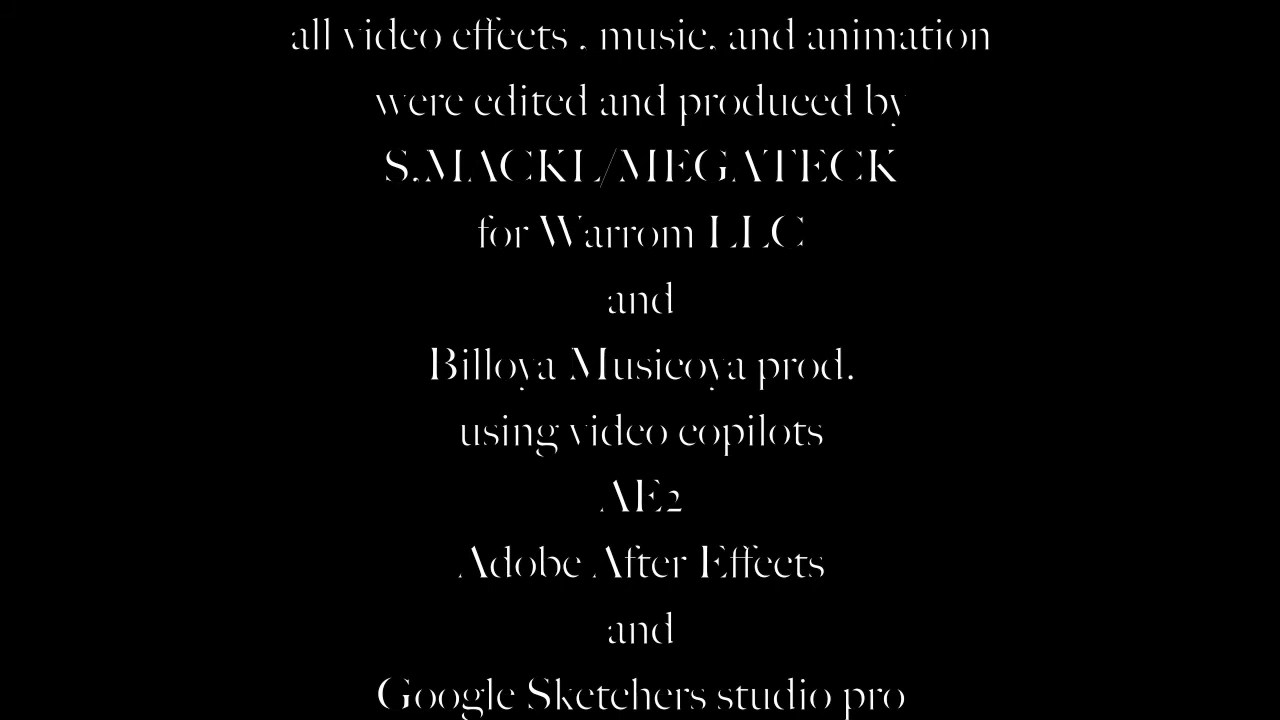 all video effects , music, and animation
were edited and produced by
S.MACKL/MEGATECK
for Warrom LLC
and
Billoya Musicoya prod.
using video copilots
AE2
Adobe After Effects
and
Google Sketchers studio pro